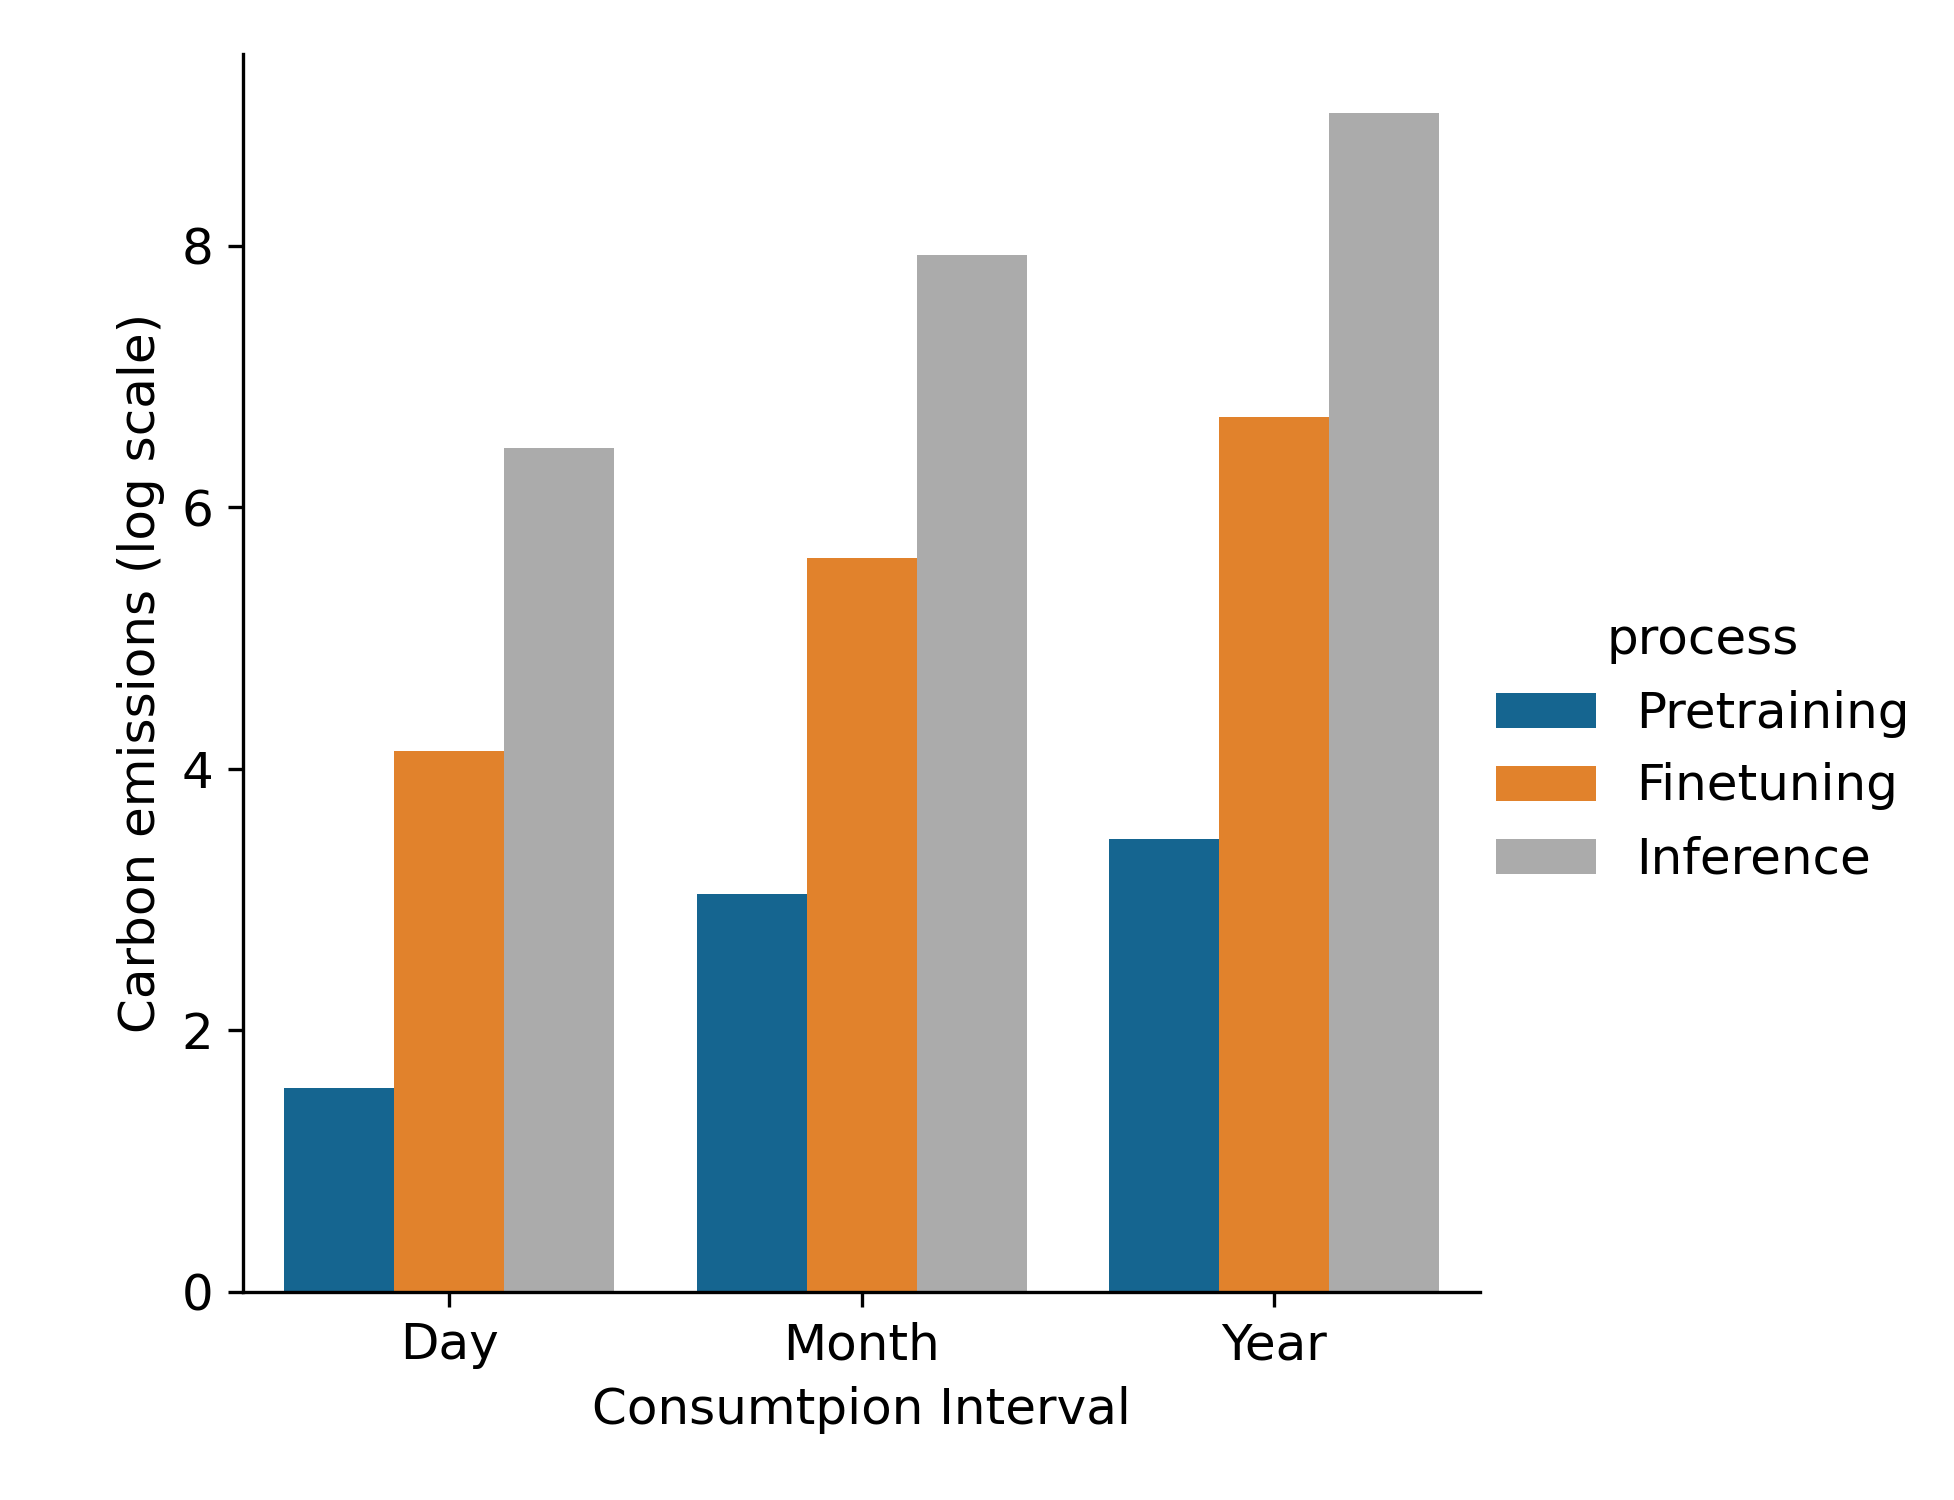 Carbon emissions (log scale)
8
6
4
2
0
Day Month Year
Consumtpion Interval
process
Pretraining
Finetuning
Inference